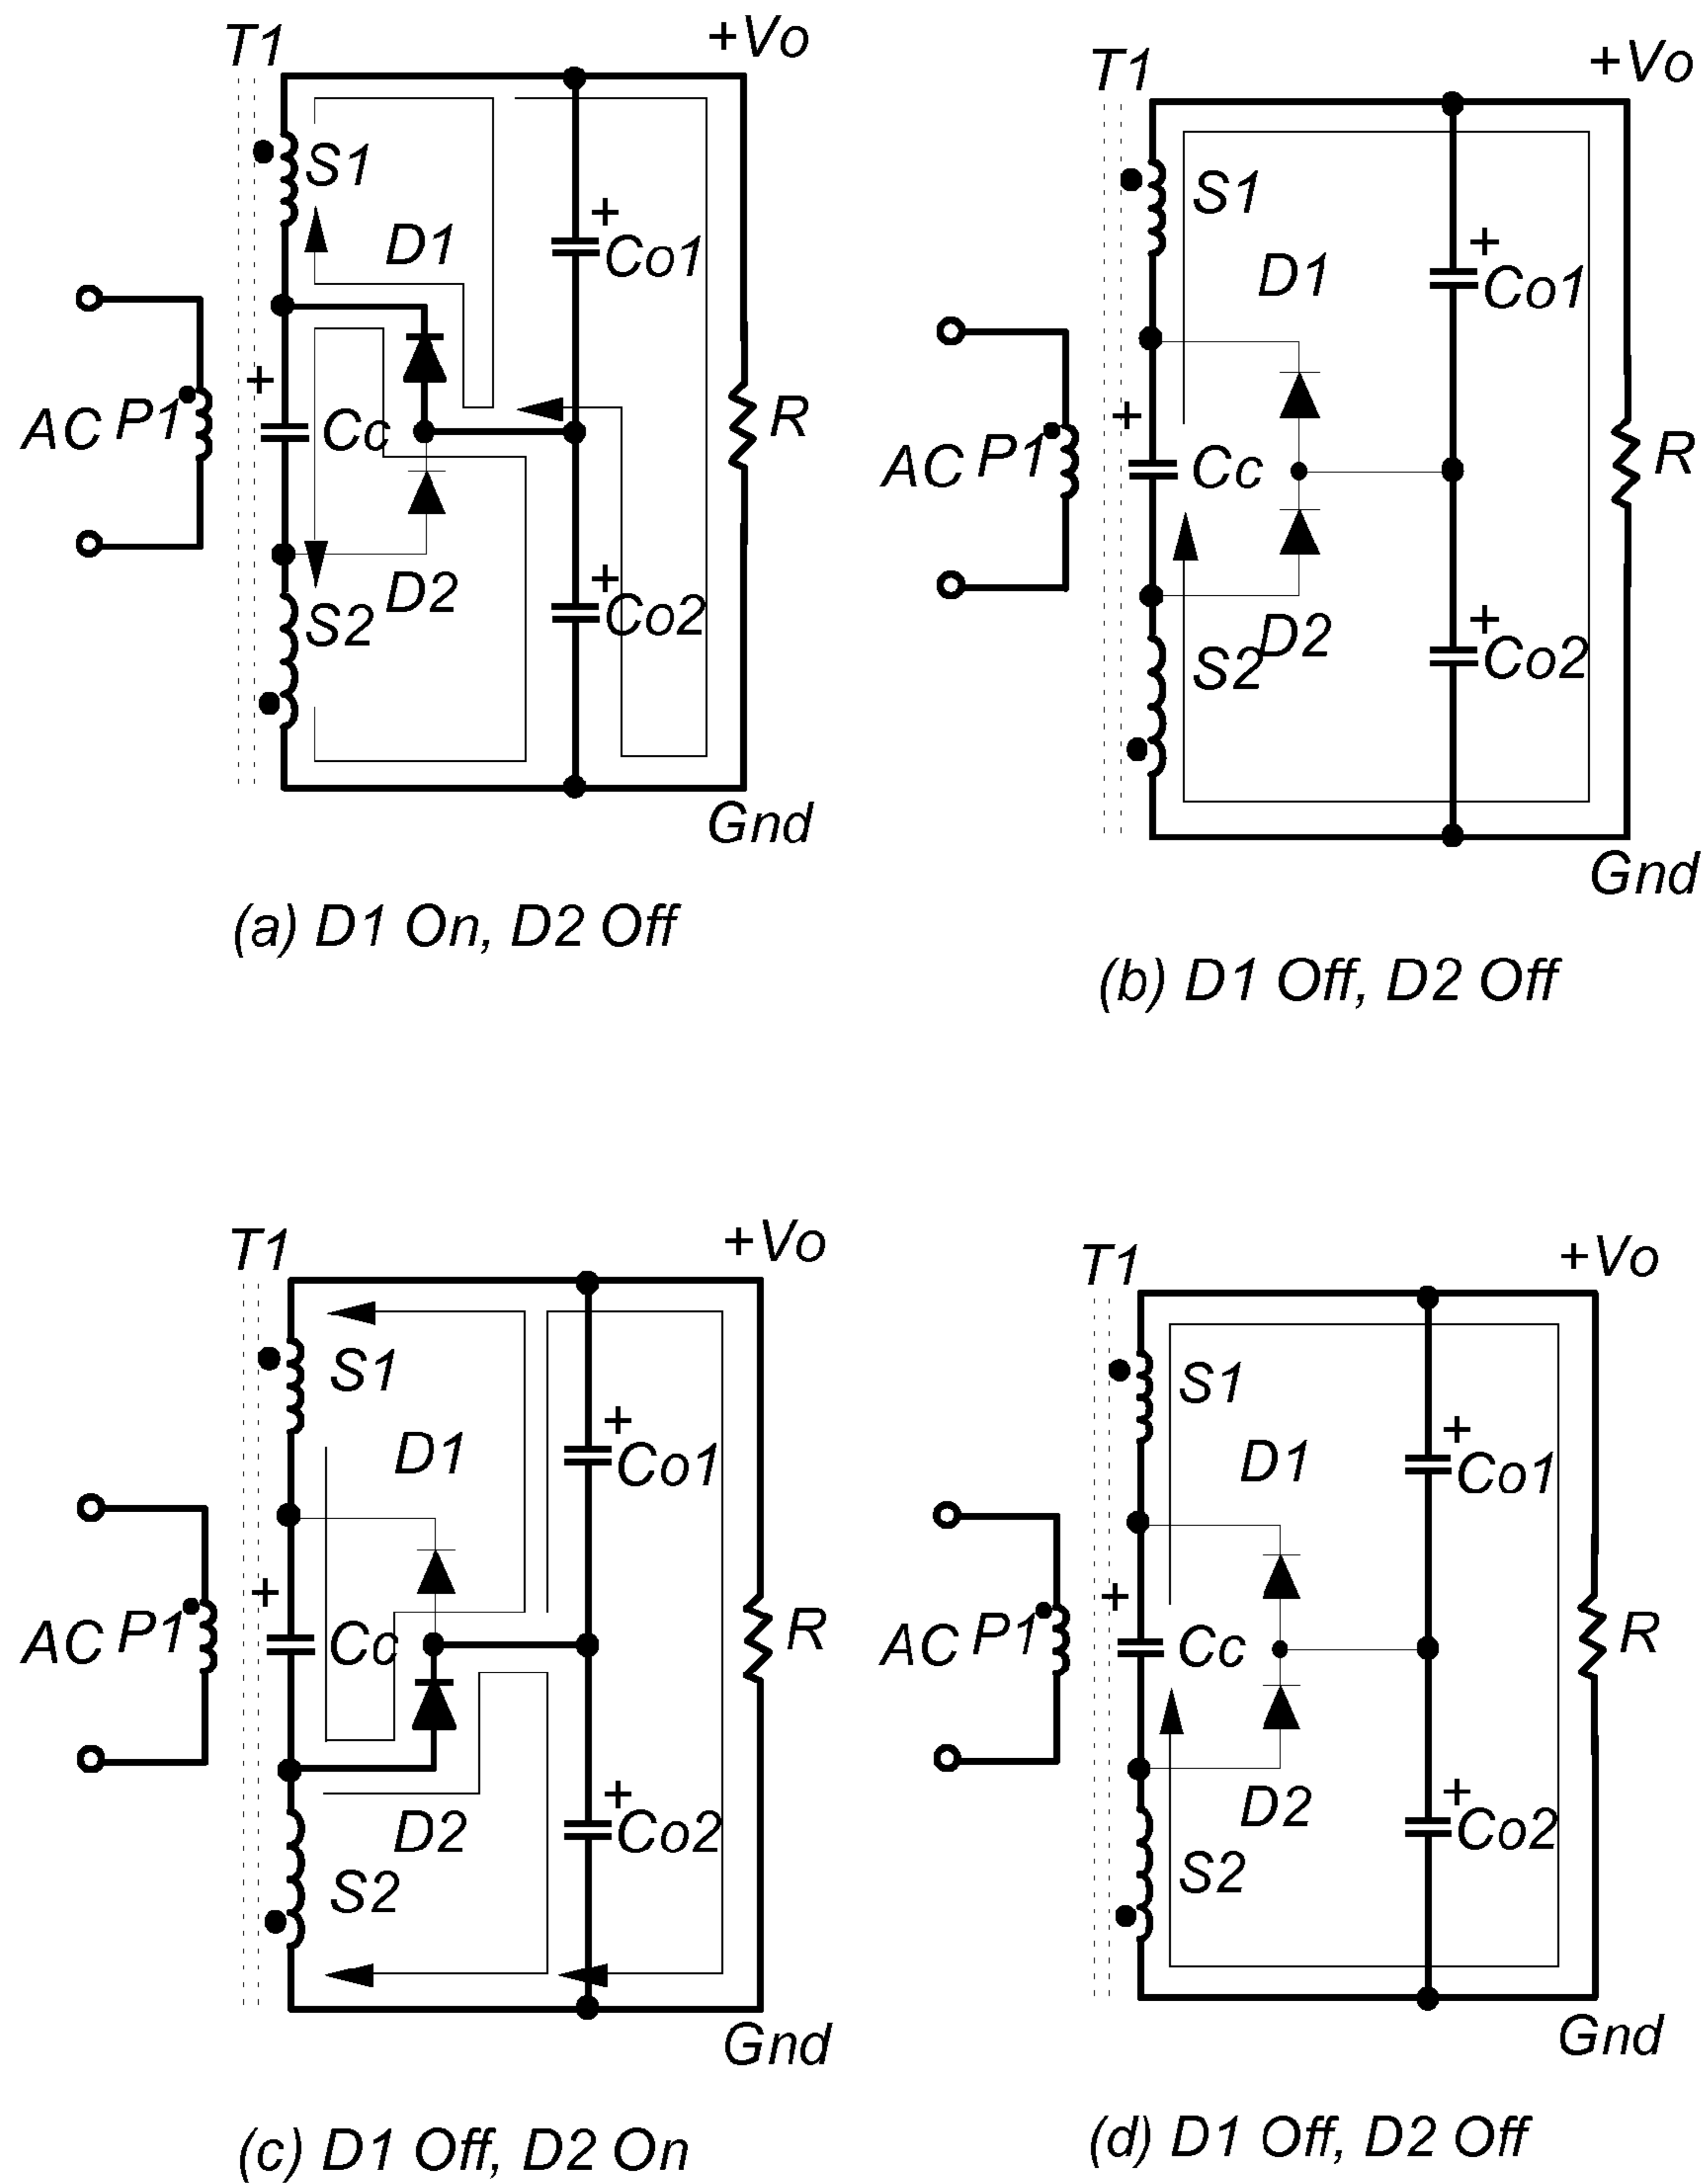 T1
+Vo
S1
D1
+
Co1
AC
P1
+
Cc
R
S2
D2
+
Co2
Gnd
(a) D1 On, D2 Off
T1
+Vo
S1
D1
+
Co1
AC
P1
+
Cc
R
S2
D2
+
Co2
Gnd
(b) D1 Off, D2 Off
T1
+Vo
S1
D1
+
Co1
AC
P1
+
Cc
R
D2
+
Co2
S2
Gnd
(c) D1 Off, D2 On
T1
+Vo
S1
D1
+
Co1
AC
P1
+
Cc
R
D2
+
Co2
S2
Gnd
(d) D1 Off, D2 Off